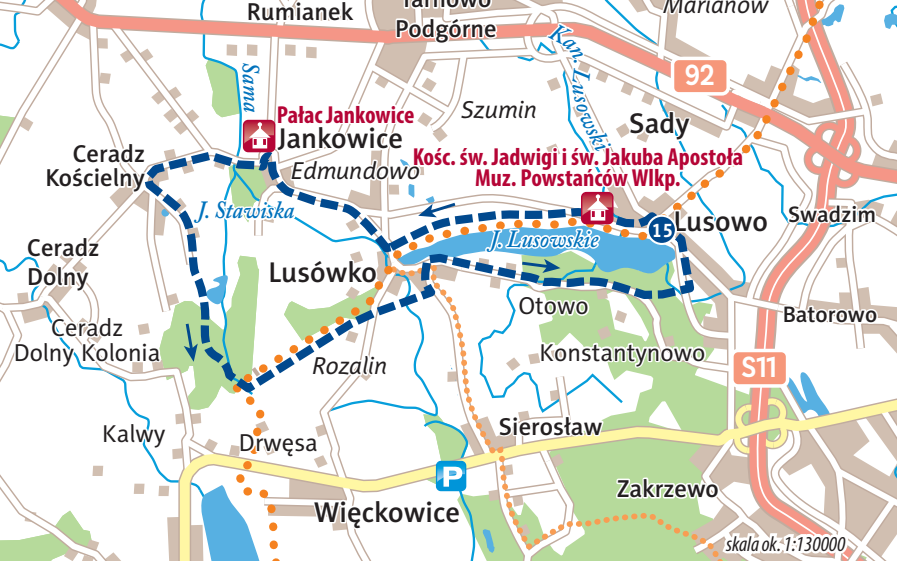 Rumianek
Tarnowo
Podgórne
Marianów
Kan. Lusowski
92
Sama
Szumin
Pałac Jankowice
Jankowice
Sady
Ceradz
Kościelny
Edmundowo
Kośc. św. Jadwigi i św. Jakuba Apostoła
Muz. Powstańców Wlkp.
J. Stawiska
15
Lusowo
Swadzim
J. Lusowskie
Ceradz
Dolny
Lusówko
Otowo
Batorowo
Ceradz
Dolny Kolonia
Rozalin
Konstantynowo
S11
Kalwy
Drwęsa
Sierosław
P
Zakrzewo
Więckowice
skala ok. 1:130000